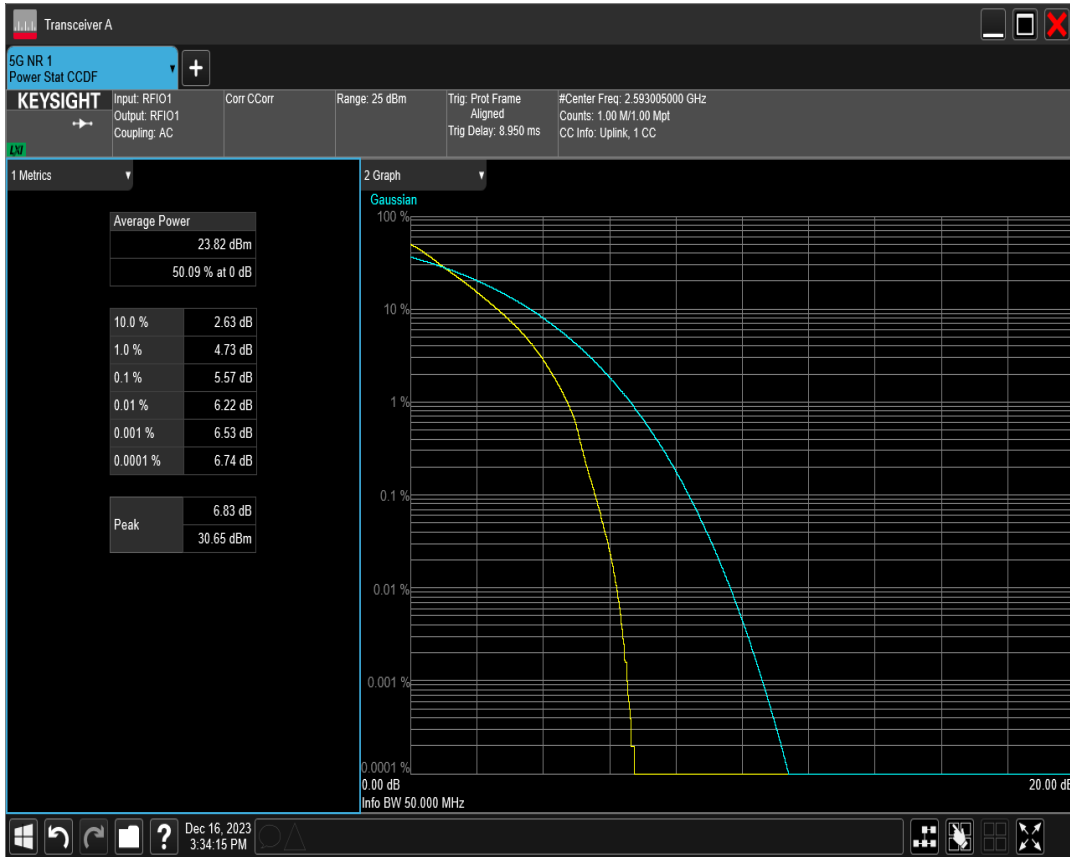 Transceiver A
5G NR 1
Power Stat CCDF
KEYSIGHT
LXI
Input: RFIO1
Output: RFIO1
Coupling: AC
Corr CCorr
Range: 25 dBm
Trig: Prot Frame
Aligned
Trig Delay: 8.950 ms
#Center Freq: 2.593005000 GHz
Counts: 1.00 M/1.00 Mpt
CC Info: Uplink, 1 CC
1 Metrics
Average Power
23.82 dBm
50.09 % at 0 dB
10.0 % 2.63 dB
1.0 % 4.73 dB
0.1 % 5.57 dB
0.01 % 6.22 dB
0.001 % 6.53 dB
0.0001 % 6.74 dB
Peak
6.83 dB
30.65 dBm
2 Graph
Gaussian
100 %
10 %
1 %
0.1 %
0.01 %
0.001 %
0.0001 %
0.00 dB 20.00 dB
Info BW 50.000 MHz
?
Dec 16, 2023
3:34:15 PM